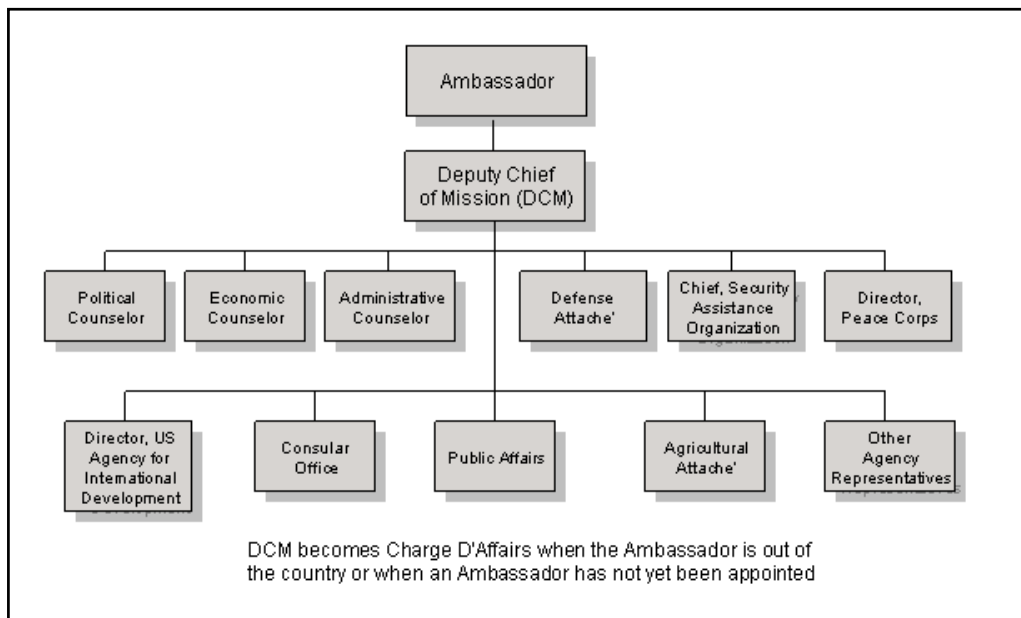 Ambassador
Deputy Chief
of Mission (DCM)
Political
Counselor
Economic
Counselor
Administrative
Counselor
Defense
Attache'
Chief, Security
Assistance
Organization
Director,
Peace Corps
Director, US
Agency for
International
Development
Consular
Office
Public Affairs
Agricultural
Attache'
Other
Agency
Representatives
DCM becomes Charge D'Affairs when the Ambassador is out of
the country or when an Ambassador has not yet been appointed